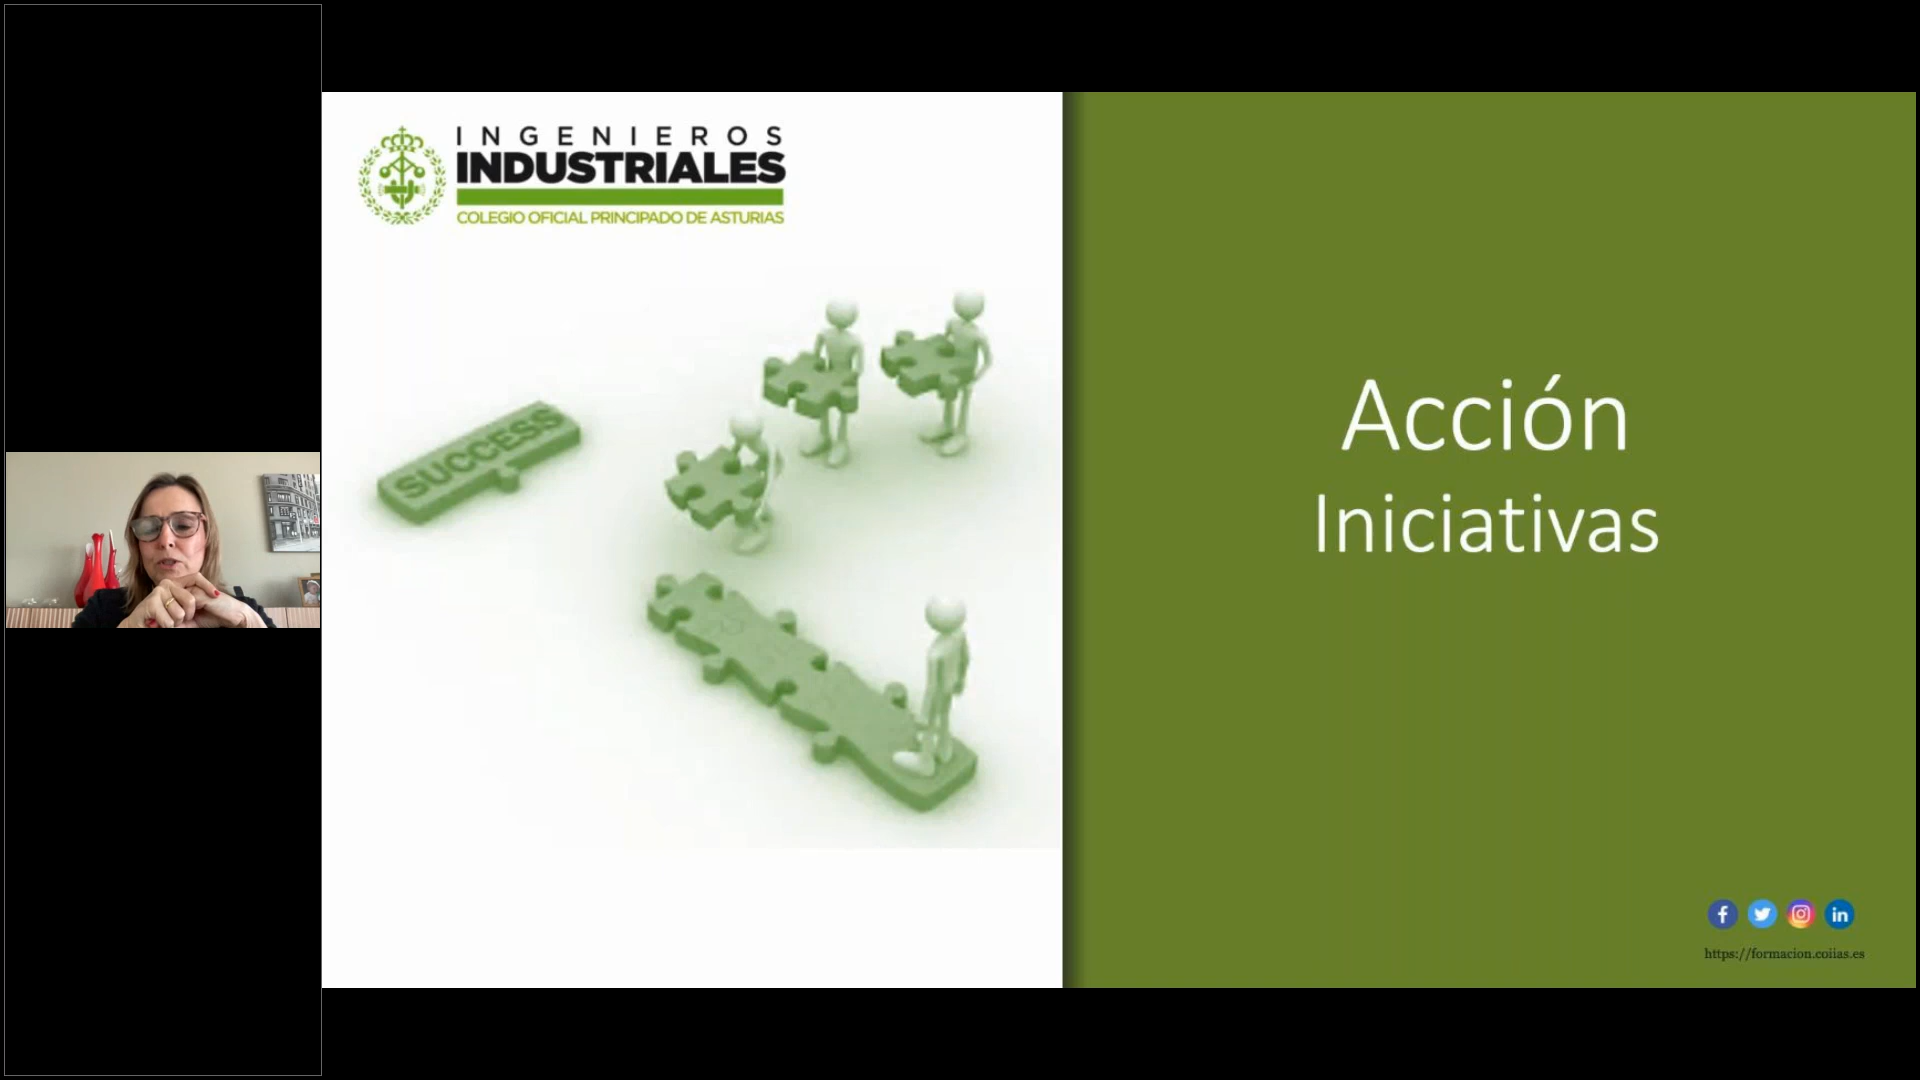 INGENIEROS
INDUSTRIALES
COLEGIO OFICIAL PRINCIPADO DE ASTURIAS
SUCCESS
Acción
Iniciativas
https://formacion.coiias.es